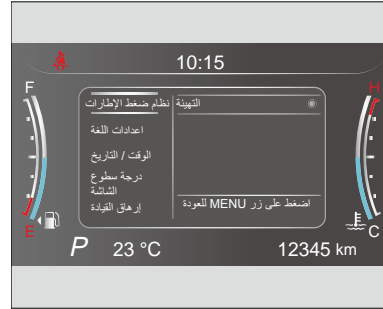 10:15
F
H
نظام ضغط الإطارات
التهيئة
اعدادات اللغة
الوقت / التاريخ
درجة سطوع
الشاشة
إرهاق القيادة
اضغط على زر MENU للعودة
E
C
P
23 °C
12345 km